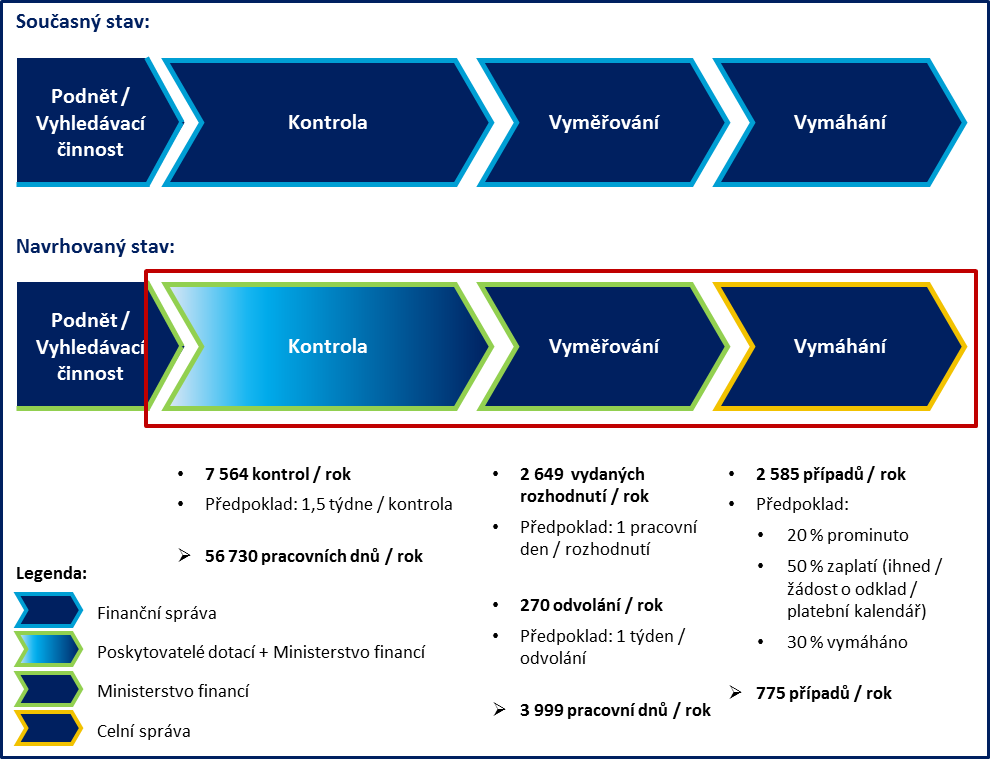 Současný stav:
Podnět /
Vyhledávací
činnost
Kontrola
Vyměřování
Vymáhání
Navrhovaný stav:
Podnět /
Vyhledávací
činnost
Kontrola
Vyměřování
Vymáhání
• 7 564 kontrol / rok
• Předpoklad: 1,5 týdne / kontrola
➢ 56 730 pracovních dnů / rok
• 2 649 vydaných
rozhodnutí / rok
• Předpoklad: 1 pracovní
den / rozhodnutí
• 270 odvolání / rok
• Předpoklad: 1 týden /
odvolání
➢ 3 999 pracovní dnů / rok
• 2 585 případů / rok
• Předpoklad:
• 20 % prominuto
• 50 % zaplatí (ihned /
žádost o odklad /
platební kalendář)
• 30 % vymáháno
➢ 775 případů / rok
Legenda:
Finanční správa
Poskytovatelé dotací + Ministerstvo financí
Ministerstvo financí
Celní správa